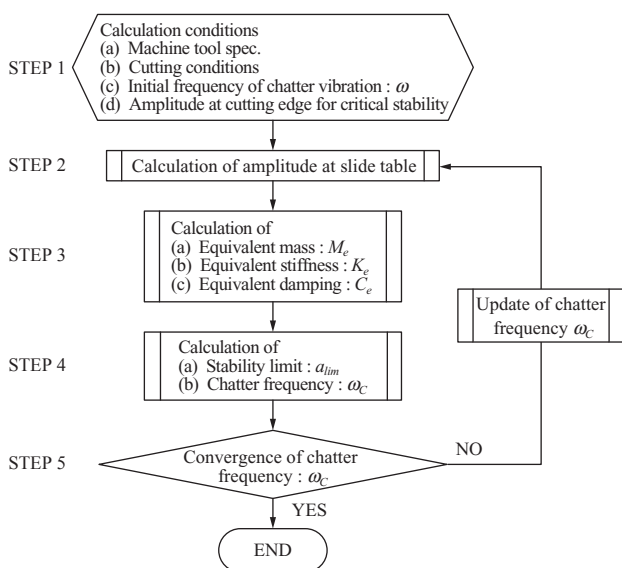 STEP 1
Calculation conditions
(a) Machine tool spec.
(b) Cutting conditions
(c) Initial frequency of chatter vibration : ω
(d) Amplitude at cutting edge for critical stability
STEP 2
Calculation of amplitude at slide table
STEP 3
Calculation of
(a) Equivalent mass : Me
(b) Equivalent stiffness : Ke
(c) Equivalent damping : Ce
Update of chatter
frequency ωC
STEP 4
Calculation of
(a) Stability limit : alim
(b) Chatter frequency : ωC
STEP 5
Convergence of chatter
frequency : ωC
NO
YES
END